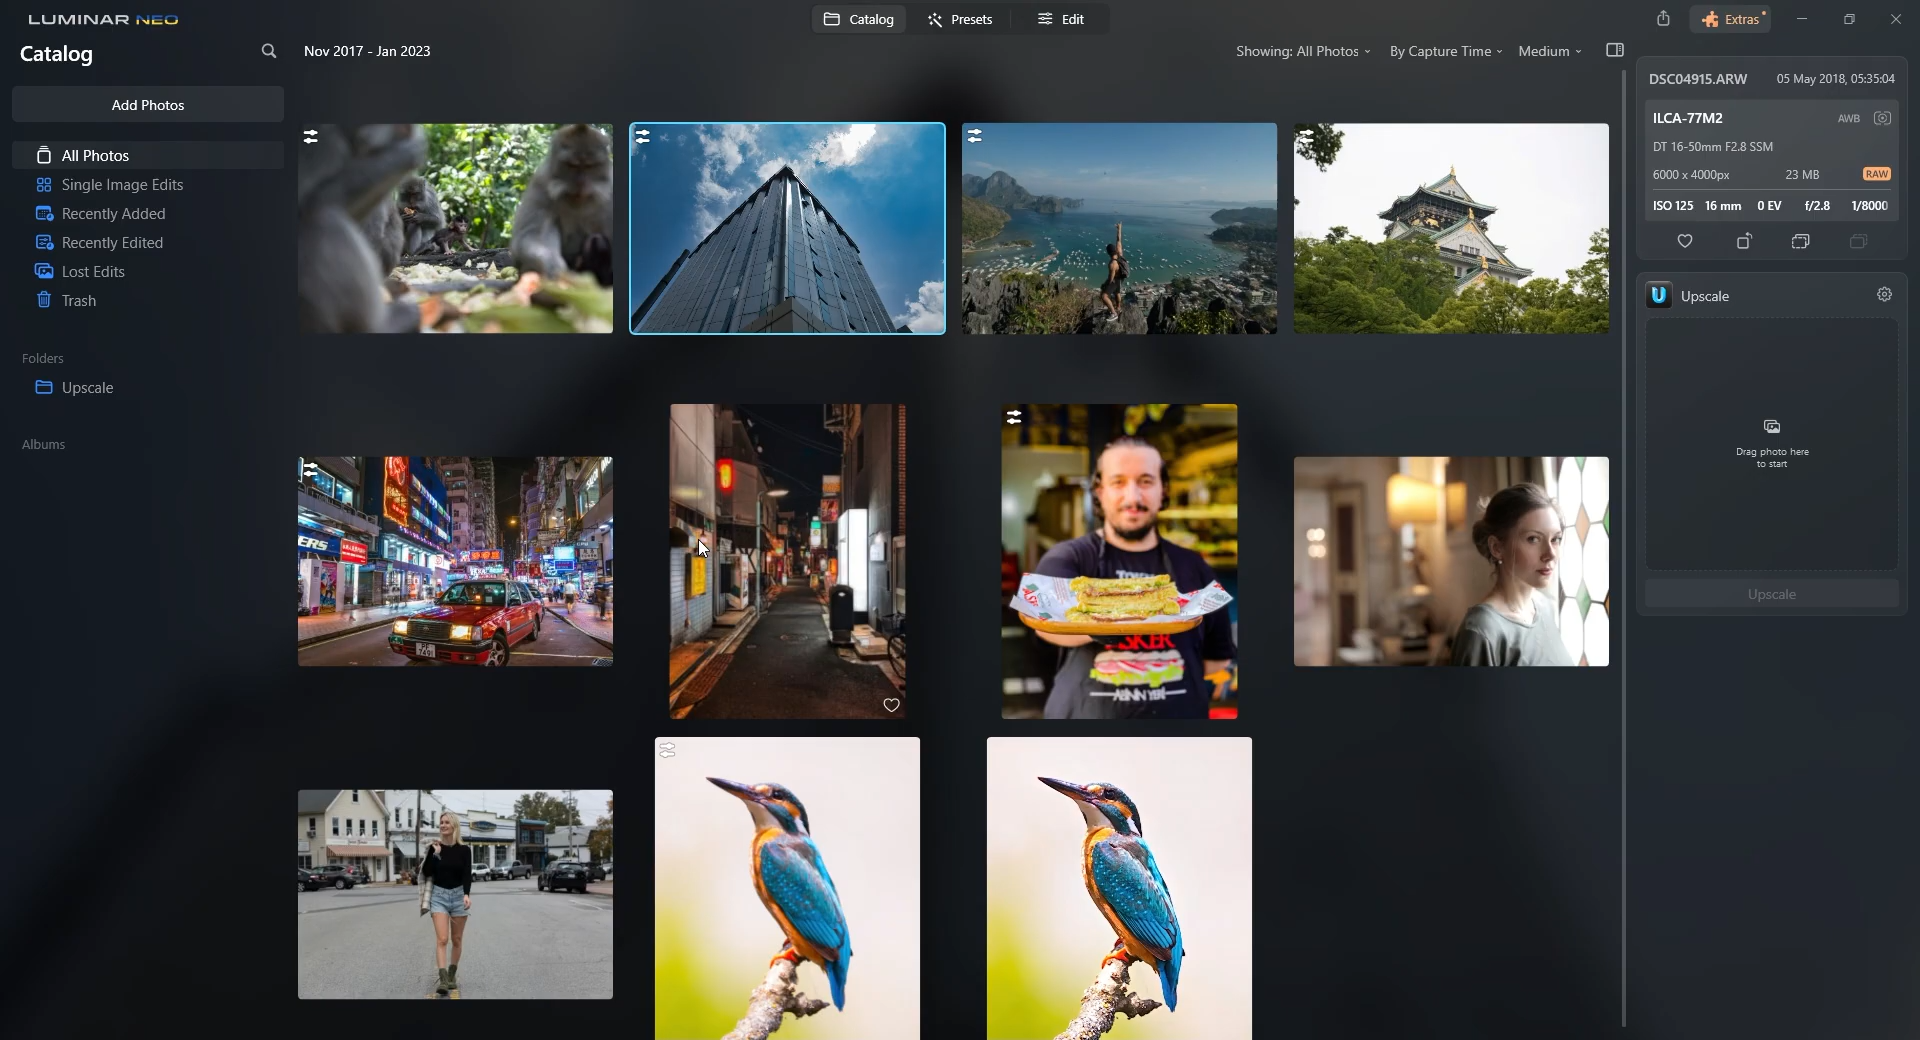 LUMINAR NEO
Catalog
Presets
Edit
Extras
Catalog
Nov 2017 - Jan 2023
Showing: All Photos
By Capture Time
Medium
Add Photos
All Photos
Single Image Edits
Recently Added
Recently Edited
Lost Edits
Trash
Folders
Upscale
Albums
DSC04915.ARW
05 May 2018, 05:35:04
ILCA-77M2
AWB
DT 16-50mm F2.8 SSM
6000 x 4000px
23 MB
RAW
ISO 125
16 mm
0 EV
f/2.8
1/8000
Upscale
Drag photo here
to start
Upscale
ERS